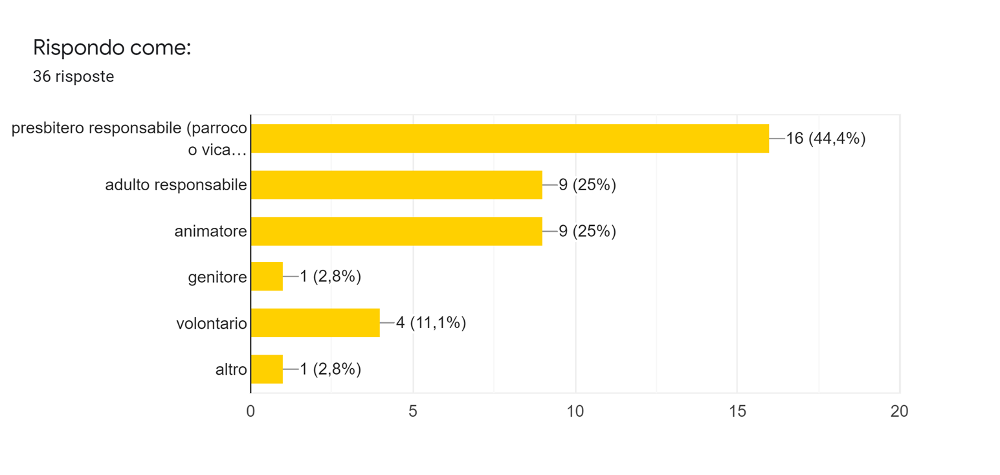 Rispondo come:
36 risposte
presbitero responsabile (parroco
o vica…
16 (44,4%)
adulto responsabile
9 (25%)
animatore
9 (25%)
genitore
1 (2,8%)
volontario
4 (11,1%)
altro
1 (2,8%)
0
5
10
15
20